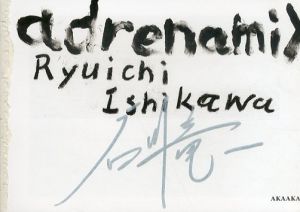 adrenamix
Ryuichi
Ishikawa
石川竜一
AKAAKA